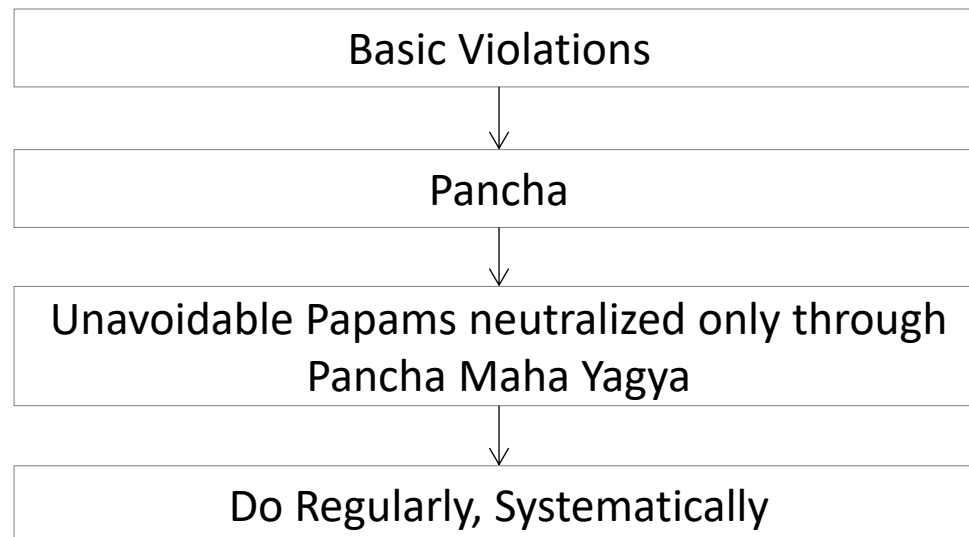 Basic Violations
Pancha
Unavoidable Papams neutralized only through
Pancha Maha Yagya
Do Regularly, Systematically